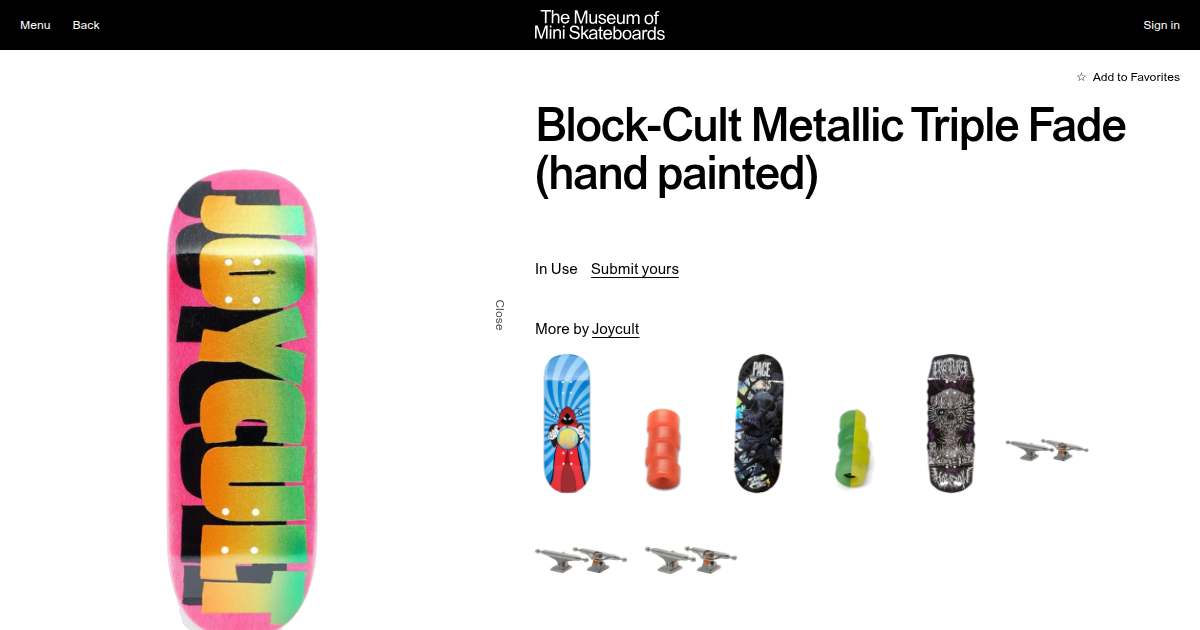 Menu Back
The Museum of
Mini Skateboards
Sign in
☆ Add to Favorites
Block-Cult Metallic Triple Fade
(hand painted)
In Use Submit yours
Close
More by Joycult
JOYCULT
PACE